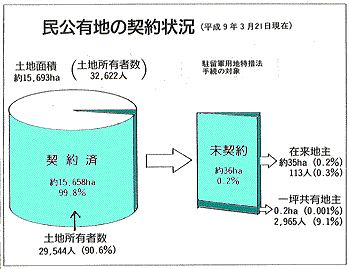 民公有地の契約状況 (平成9年3月21日現在)
土地面積
約15,693ha
(土地所有者数
32,622人)
駐留軍用地特措法
手続の対象
契約済
約15,658ha
99.8%
土地所有者数
29,544人 (90.6%)
未契約
約36ha
0.2%
在来地主
約35ha (0.2%)
113人 (0.3%)
一坪共有地主
0.2ha (0.001%)
2,965人 (9.1%)